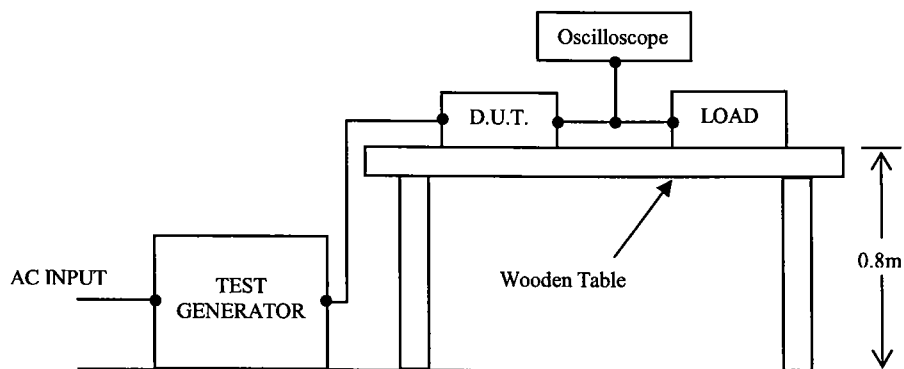 Oscilloscope
D.U.T.
LOAD
AC INPUT
TEST
GENERATOR
Wooden Table
0.8m